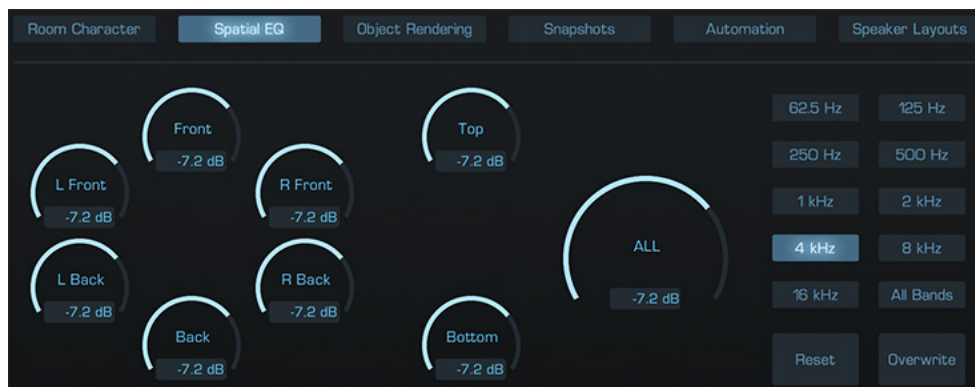 Room Character
Spatial EQ
Object Rendering
Snapshots
Automation
Speaker Layouts
Front
-7.2 dB
Top
-7.2 dB
L Front
-7.2 dB
R Front
-7.2 dB
ALL
-7.2 dB
L Back
-7.2 dB
R Back
-7.2 dB
Back
-7.2 dB
Bottom
-7.2 dB
62.5 Hz
125 Hz
250 Hz
500 Hz
1 kHz
2 kHz
4 kHz
8 kHz
16 kHz
All Bands
Reset
Overwrite